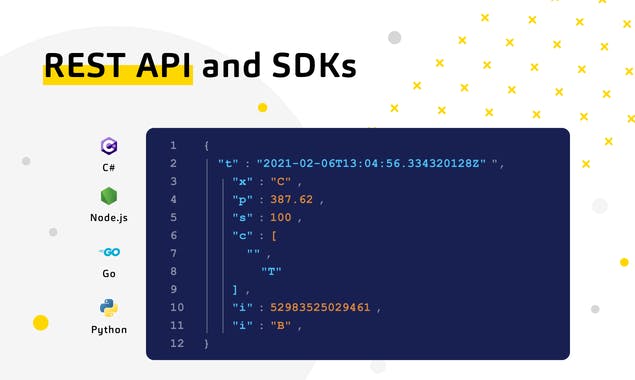 REST API and SDKs
C#
Node.js
GO
Go
Python
1 {
2 "t" : "2021-02-06T13:04:56.334320128Z" ",
3 "x" : "C" ,
4 "p" : 387.62 ,
5 "s" : 100 ,
6 "c" : [
7 "" ,
8 "T"
9 ] ,
10 "i" : 52983525029461 ,
11 "i" : "B" ,
12 }